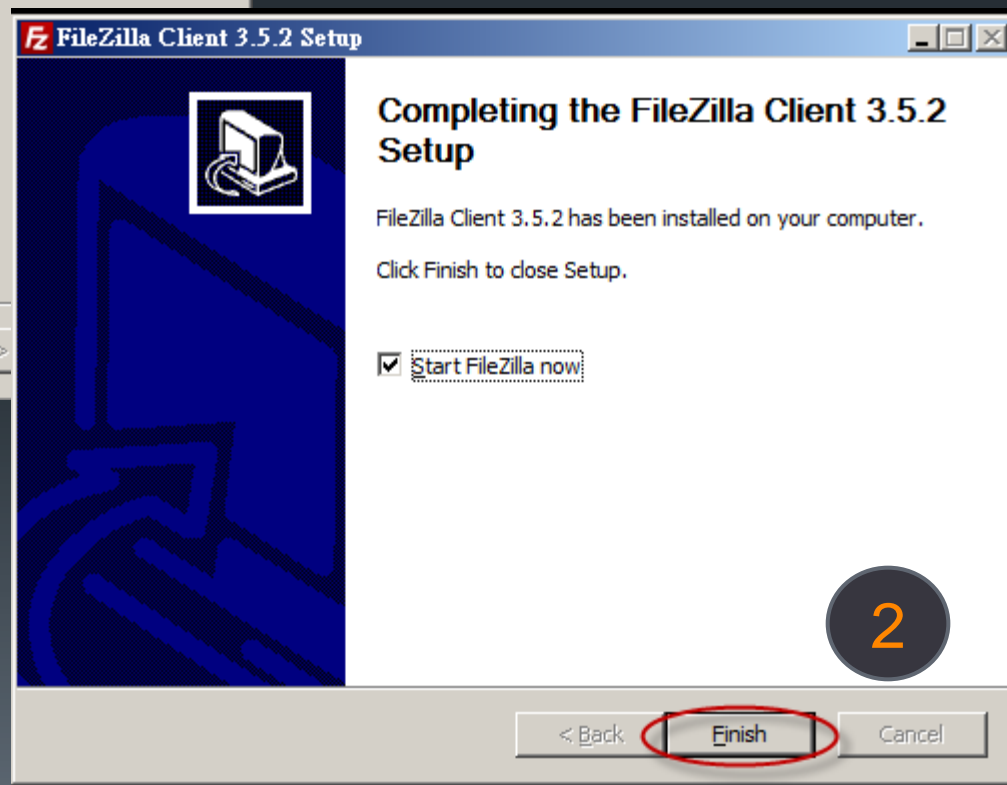 FileZilla Client 3.5.2 Setup
Completing the FileZilla Client 3.5.2
Setup
FileZilla Client 3.5.2 has been installed on your computer.
Click Finish to close Setup.
Start FileZilla now
2
< Back
Finish
Cancel